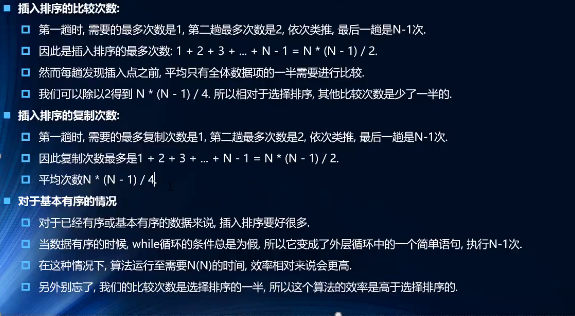 插入排序的比较次数:
第一趟时, 需要的最多次数是1, 第二趟最多次数是2, 依次类推, 最后一趟是N-1次.
因此是插入排序的最多次数: 1 + 2 + 3 + ... + N - 1 = N * (N - 1) / 2.
然而每趟发现插入点之前, 平均只有全体数据项的一半需要进行比较.
我们可以除以2得到 N * (N - 1) / 4. 所以相对于选择排序, 其他比较次数是少了一半的.
插入排序的复制次数:
第一趟时, 需要的最多复制次数是1, 第二趟最多次数是2, 依次类推, 最后一趟是N-1次.
因此复制次数最多是1 + 2 + 3 + ... + N - 1 = N * (N - 1) / 2.
平均次数N * (N - 1) / 4.
对于基本有序的情况
对于已经有序或基本有序的数据来说, 插入排序要好很多.
当数据有序的时候, while循环的条件总是为假, 所以它变成了外层循环中的一个简单语句, 执行N-1次.
在这种情况下, 算法运行至需要N(N)的时间, 效率相对来说会更高.
另外别忘了, 我们的比较次数是选择排序的一半, 所以这个算法的效率是高于选择排序的.